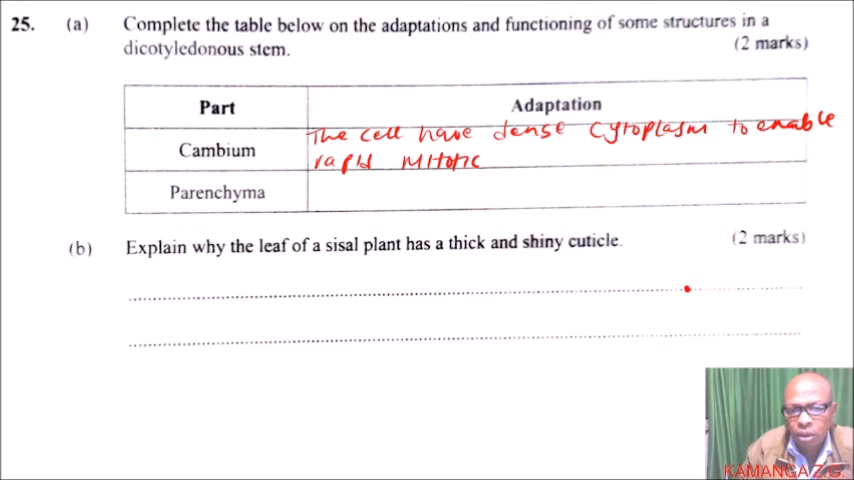 25. (a) Complete the table below on the adaptations and functioning of some structures in a
dicotyledonous stem. (2 marks)
Part Adaptation
Cambium The cell have dense cytoplasm to enable
rapid mitotic
Parenchyma
(b) Explain why the leaf of a sisal plant has a thick and shiny cuticle. (2 marks)
KAMANGA Z.G.